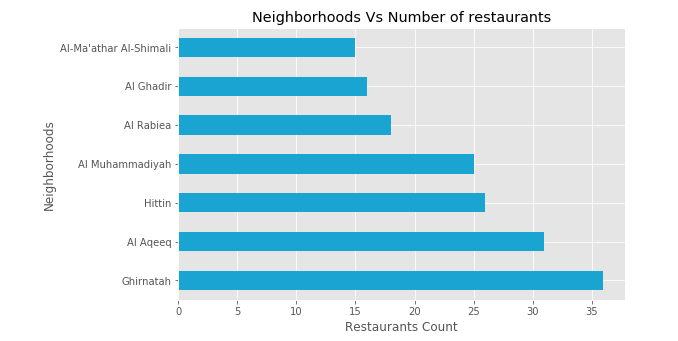 Neighborhoods Vs Number of restaurants
Al-Ma'athar Al-Shimali
Al Ghadir
Al Rabiea
Al Muhammadiyah
Hittin
Al Aqeeq
Ghirnatah
Neighborhoods
0 5 10 15 20 25 30 35
Restaurants Count